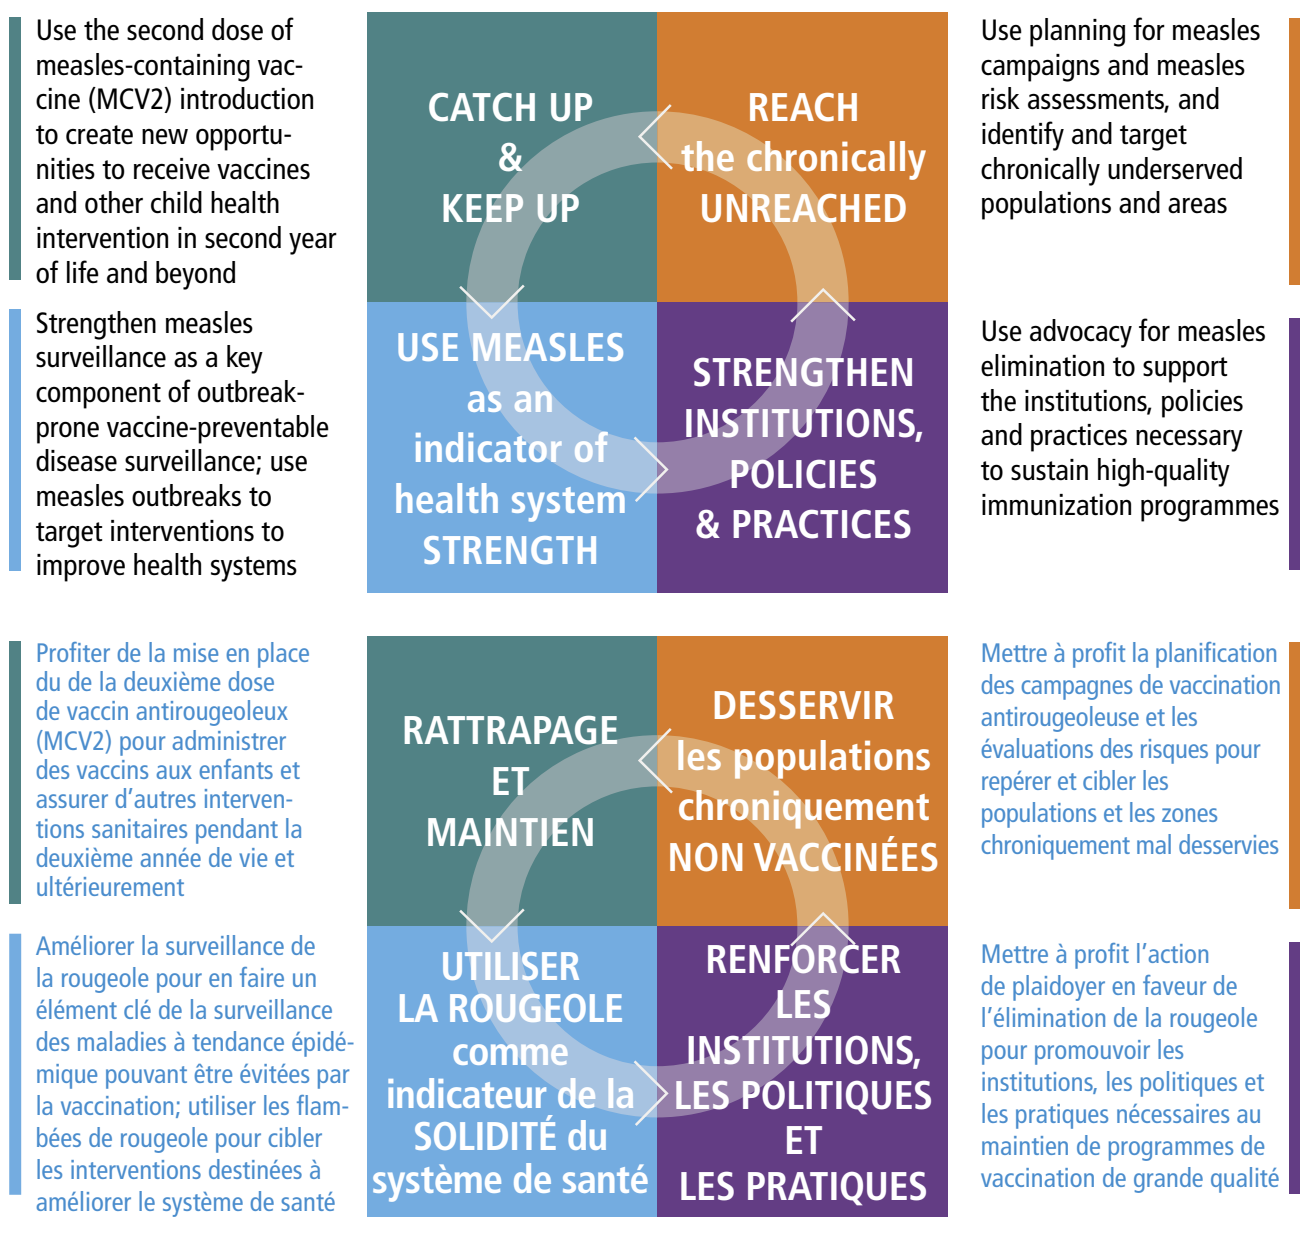 Use the second dose of
measles-containing vac-
cine (MCV2) introduction
to create new opportu-
nities to receive vaccines
and other child health
intervention in second year
of life and beyond
CATCH UP
&
KEEP UP
REACH
the chronically
UNREACHED
Use planning for measles
campaigns and measles
risk assessments, and
identify and target
chronically underserved
populations and areas
Strengthen measles
surveillance as a key
component of outbreak-
prone vaccine-preventable
disease surveillance; use
measles outbreaks to
target interventions to
improve health systems
USE MEASLES
as an
indicator of
health system
STRENGTH
STRENGTHEN
INSTITUTIONS,
POLICIES
& PRACTICES
Use advocacy for measles
elimination to support
the institutions, policies
and practices necessary
to sustain high-quality
immunization programmes
Profiter de la mise en place
du de la deuxième dose
de vaccin antirougeoleux
(MCV2) pour administrer
des vaccins aux enfants et
assurer d’autres interven-
tions sanitaires pendant la
deuxième année de vie et
ultérieurement
RATTRAPAGE
ET
MAINTIEN
DESSERVIR
les populations
chroniquement
NON VACCINÉES
Mettre à profit la planification
des campagnes de vaccination
antirougeoleuse et les
évaluations des risques pour
repérer et cibler les
populations et les zones
chroniquement mal desservies
Améliorer la surveillance de
la rougeole pour en faire un
élément clé de la surveillance
des maladies à tendance épidé-
mique pouvant être évitées par
la vaccination; utiliser les flam-
bées de rougeole pour cibler
les interventions destinées à
améliorer le système de santé
UTILISER
LA ROUGEOLE
comme
indicateur de la
SOLIDITÉ du
système de santé
RENFORCER
LES
INSTITUTIONS,
LES POLITIQUES
ET
LES PRATIQUES
Mettre à profit l’action
de plaidoyer en faveur de
l’élimination de la rougeole
pour promouvoir les
institutions, les politiques et
les pratiques nécessaires au
maintien de programmes de
vaccination de grande qualité